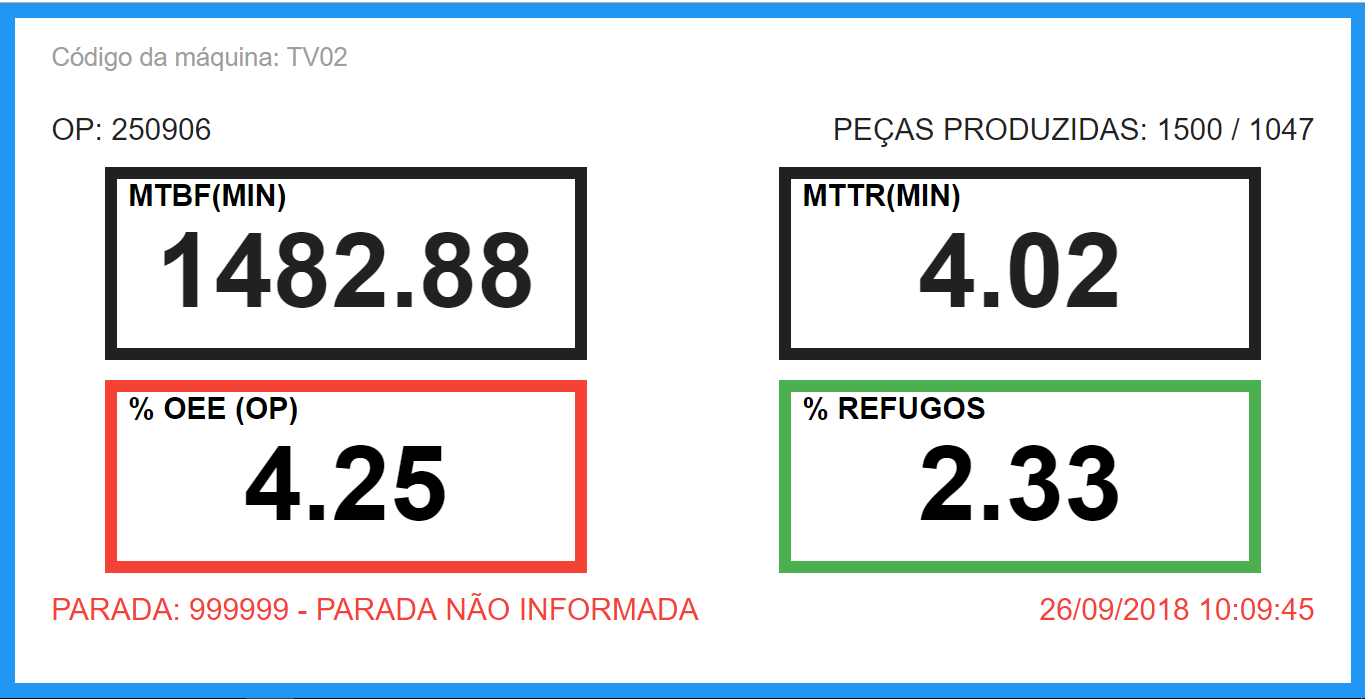 Código da máquina: TV02
OP: 250906
PEÇAS PRODUZIDAS: 1500 / 1047
MTBF(MIN)
1482.88
MTTR(MIN)
4.02
% OEE (OP)
4.25
% REFUGOS
2.33
PARADA: 999999 - PARADA NÃO INFORMADA
26/09/2018 10:09:45